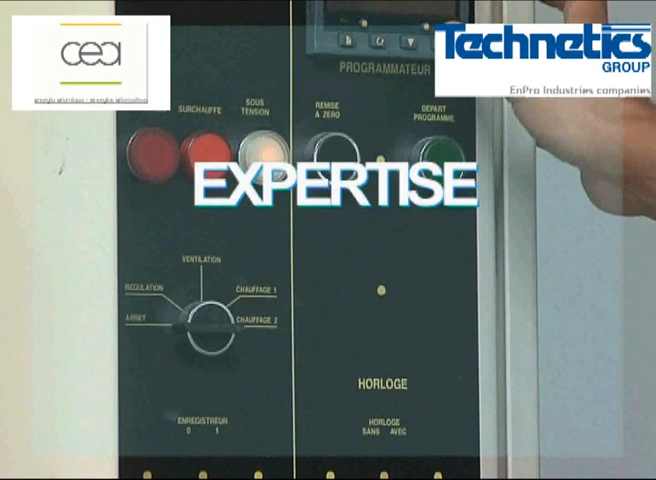 cea
Technetics
GROUP
EnPro Industries companies
PROGRAMMATEUR
SURCHAUFFE
SOUS
TENSION
REMISE
A ZERO
DEPART
PROGRAMME
EXPERTISE
VENTILATION
REGULATION
CHAUFFAGE 1
ARRET
CHAUFFAGE 2
HORLOGE
ENREGISTREUR
0 1
HORLOGE
SANS AVEC